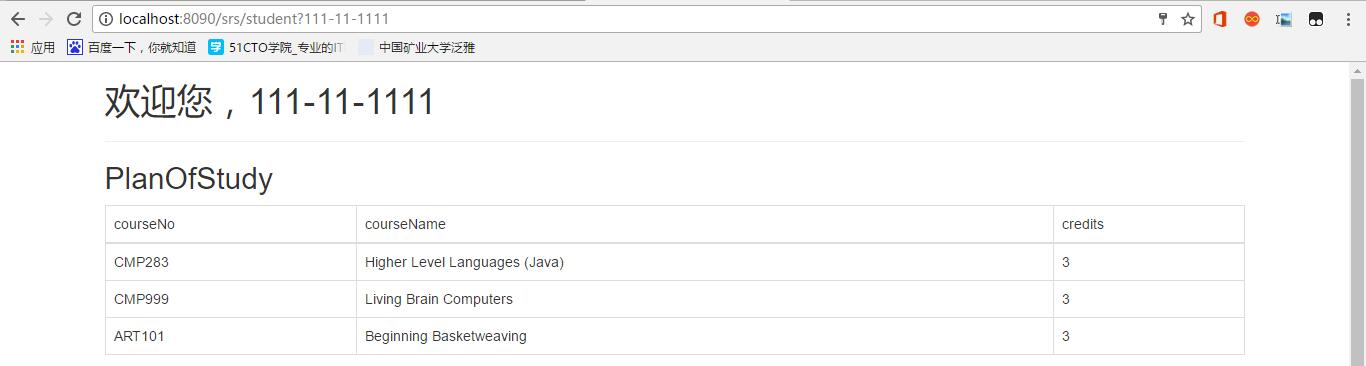 localhost:8090/srs/student?111-11-1111
应用 百度一下，你就知道 51CTO学院_专业的IT 中国矿业大学泛雅
欢迎您，111-11-1111
PlanOfStudy
courseNo courseName credits
CMP283 Higher Level Languages (Java) 3
CMP999 Living Brain Computers 3
ART101 Beginning Basketweaving 3